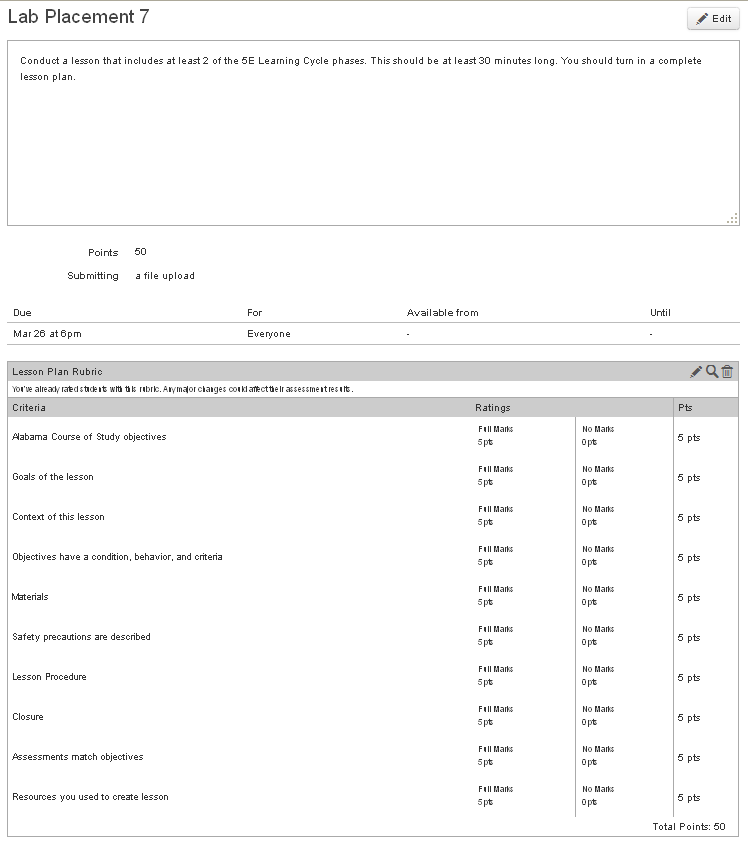 Lab Placement 7
Edit
Conduct a lesson that includes at least 2 of the 5E Learning Cycle phases. This should be at least 30 minutes long. You should turn in a complete
lesson plan.
Points 50
Submitting a file upload
Due For Available from Until
Mar 26 at 6pm Everyone - -
Lesson Plan Rubric
You've already rated students with this rubric. Any major changes could affect their assessment results.
Criteria Ratings Pts
Alabama Course of Study objectives Full Marks 5 pts No Marks 0 pts 5 pts
Goals of the lesson Full Marks 5 pts No Marks 0 pts 5 pts
Context of this lesson Full Marks 5 pts No Marks 0 pts 5 pts
Objectives have a condition, behavior, and criteria Full Marks 5 pts No Marks 0 pts 5 pts
Materials Full Marks 5 pts No Marks 0 pts 5 pts
Safety precautions are described Full Marks 5 pts No Marks 0 pts 5 pts
Lesson Procedure Full Marks 5 pts No Marks 0 pts 5 pts
Closure Full Marks 5 pts No Marks 0 pts 5 pts
Assessments match objectives Full Marks 5 pts No Marks 0 pts 5 pts
Resources you used to create lesson Full Marks 5 pts No Marks 0 pts 5 pts
Total Points: 50